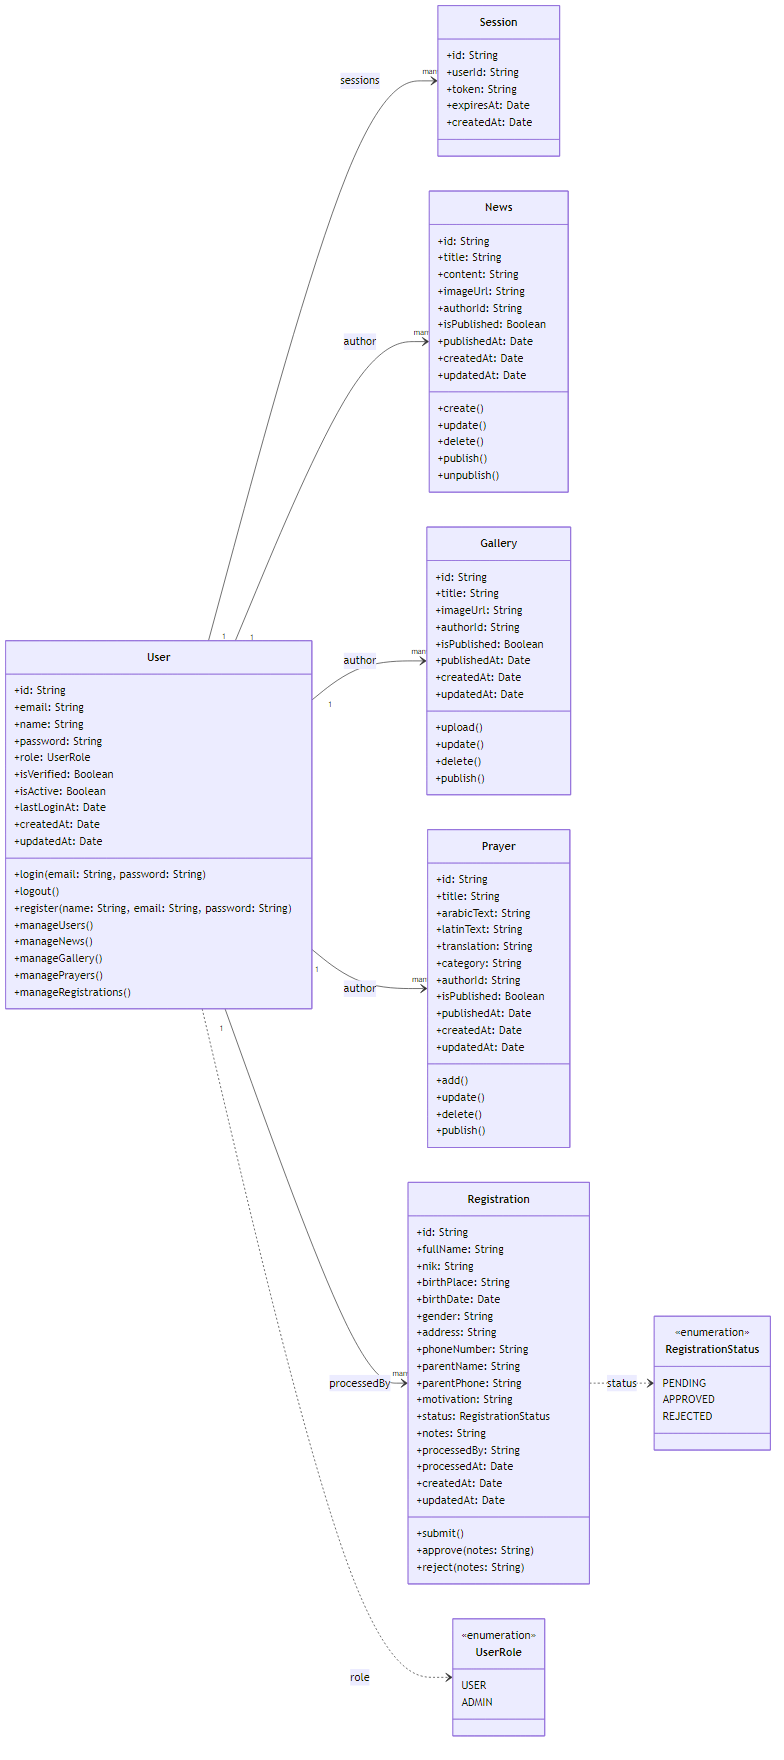 Session
+id: String
+userId: String
+token: String
+expiresAt: Date
+createdAt: Date
sessions
man
News
+id: String
+title: String
+content: String
+imageUrl: String
+authorId: String
+isPublished: Boolean
+publishedAt: Date
+createdAt: Date
+updatedAt: Date
+create()
+update()
+delete()
+publish()
+unpublish()
author
man
Gallery
+id: String
+title: String
+imageUrl: String
+authorId: String
+isPublished: Boolean
+publishedAt: Date
+createdAt: Date
+updatedAt: Date
+upload()
+update()
+delete()
+publish()
author
man
1
1
1
User
+id: String
+email: String
+name: String
+password: String
+role: UserRole
+isVerified: Boolean
+isActive: Boolean
+lastLoginAt: Date
+createdAt: Date
+updatedAt: Date
+login(email: String, password: String)
+logout()
+register(name: String, email: String, password: String)
+manageUsers()
+manageNews()
+manageGallery()
+managePrayers()
+manageRegistrations()
1
1
Prayer
+id: String
+title: String
+arabicText: String
+latinText: String
+translation: String
+category: String
+authorId: String
+isPublished: Boolean
+publishedAt: Date
+createdAt: Date
+updatedAt: Date
+add()
+update()
+delete()
+publish()
author
man
Registration
+id: String
+fullName: String
+nik: String
+birthPlace: String
+birthDate: Date
+gender: String
+address: String
+phoneNumber: String
+parentName: String
+parentPhone: String
+motivation: String
+status: RegistrationStatus
+notes: String
+processedBy: String
+processedAt: Date
+createdAt: Date
+updatedAt: Date
+submit()
+approve(notes: String)
+reject(notes: String)
processedBy
man
status
«enumeration»
RegistrationStatus
PENDING
APPROVED
REJECTED
role
«enumeration»
UserRole
USER
ADMIN